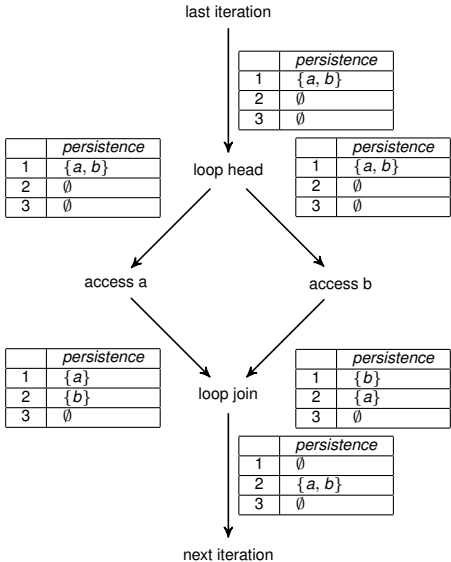 last iteration
persistence
1 {a, b}
2 ∅
3 ∅
persistence
1 {a, b}
2 ∅
3 ∅
loop head
persistence
1 {a, b}
2 ∅
3 ∅
access a
access b
persistence
1 {a}
2 {b}
3 ∅
loop join
persistence
1 {b}
2 {a}
3 ∅
persistence
1 ∅
2 {a, b}
3 ∅
next iteration